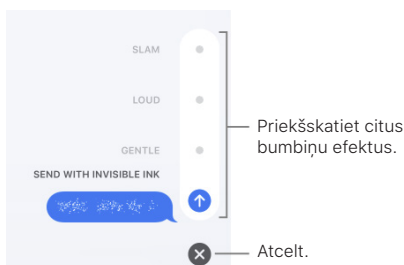 SLAM
LOUD
GENTLE
SEND WITH INVISIBLE INK
Priekšskatiet citus
bumbiņu efektus.
Atcelt.